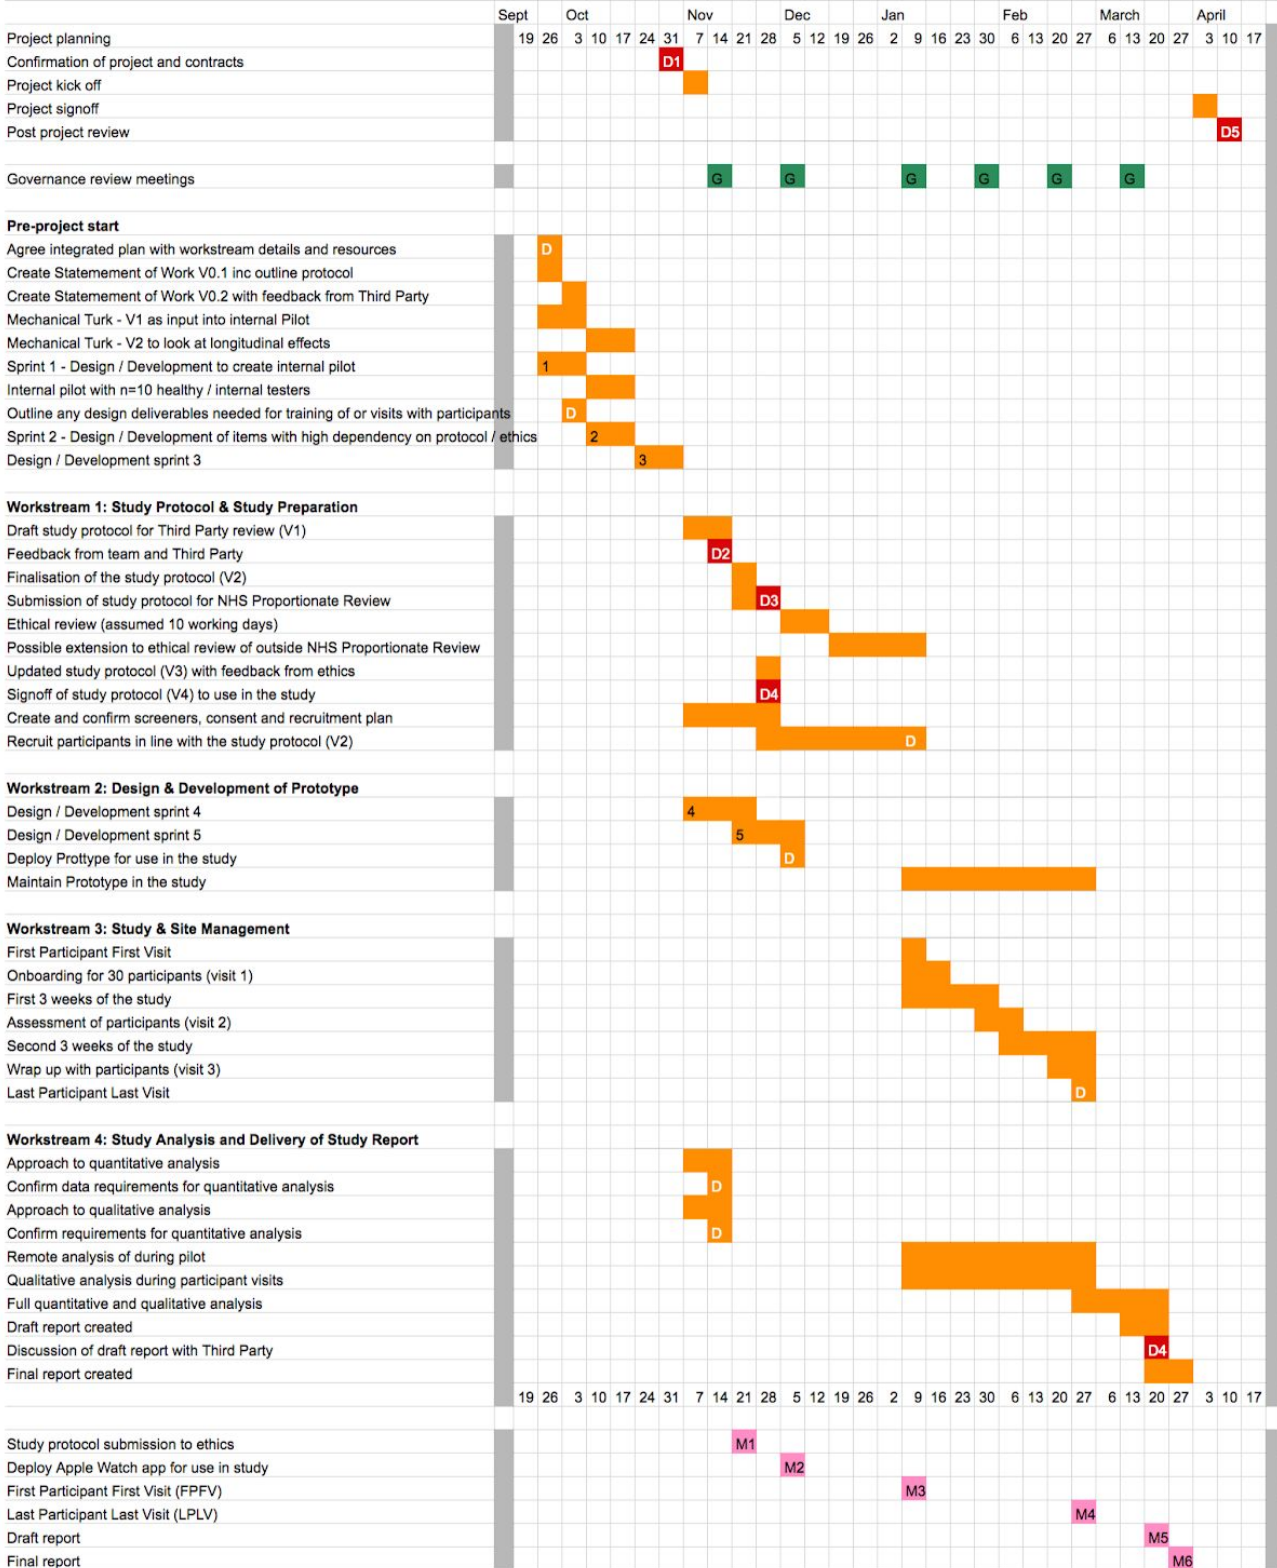 Sept Oct Nov Dec Jan Feb March April
Project planning 19 26 3 10 17 24 31 7 14 21 28 5 12 19 26 2 9 16 23 30 6 13 20 27 6 13 20 27 3 10 17
Confirmation of project and contracts D1
Project kick off
Project signoff
Post project review D5
Governance review meetings G G G G G G
Pre-project start
Agree integrated plan with workstream details and resources D
Create Statemement of Work V0.1 inc outline protocol
Create Statemement of Work V0.2 with feedback from Third Party
Mechanical Turk - V1 as input into internal Pilot
Mechanical Turk - V2 to look at longitudinal effects
Sprint 1 - Design / Development to create internal pilot 1
Internal pilot with n=10 healthy / internal testers
Outline any design deliverables needed for training of or visits with participants D
Sprint 2 - Design / Development of items with high dependency on protocol / ethics 2
Design / Development sprint 3 3
Workstream 1: Study Protocol & Study Preparation
Draft study protocol for Third Party review (V1)
Feedback from team and Third Party D2
Finalisation of the study protocol (V2)
Submission of study protocol for NHS Proportionate Review D3
Ethical review (assumed 10 working days)
Possible extension to ethical review of outside NHS Proportionate Review
Updated study protocol (V3) with feedback from ethics
Signoff of study protocol (V4) to use in the study D4
Create and confirm screeners, consent and recruitment plan
Recruit participants in line with the study protocol (V2) D
Workstream 2: Design & Development of Prototype
Design / Development sprint 4 4
Design / Development sprint 5 5
Deploy Prottype for use in the study D
Maintain Prototype in the study
Workstream 3: Study & Site Management
First Participant First Visit
Onboarding for 30 participants (visit 1)
First 3 weeks of the study
Assessment of participants (visit 2)
Second 3 weeks of the study
Wrap up with participants (visit 3)
Last Participant Last Visit D
Workstream 4: Study Analysis and Delivery of Study Report
Approach to quantitative analysis
Confirm data requirements for quantitative analysis D
Approach to qualitative analysis
Confirm requirements for quantitative analysis D
Remote analysis of during pilot
Qualitative analysis during participant visits
Full quantitative and qualitative analysis
Draft report created
Discussion of draft report with Third Party D4
Final report created
19 26 3 10 17 24 31 7 14 21 28 5 12 19 26 2 9 16 23 30 6 13 20 27 6 13 20 27 3 10 17
Study protocol submission to ethics M1
Deploy Apple Watch app for use in study M2
First Participant First Visit (FPFV) M3
Last Participant Last Visit (LPLV) M4
Draft report M5
Final report M6